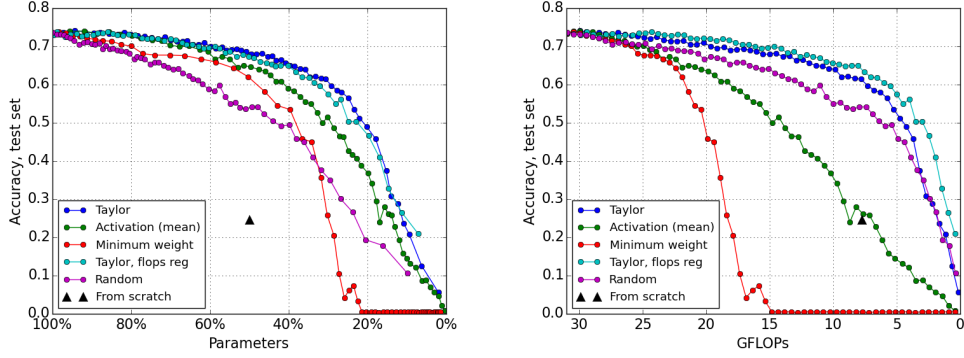 0.8
0.7
0.6
0.5
0.4
0.3
0.2
0.1
0.0
Accuracy, test set
Taylor
Activation (mean)
Minimum weight
Taylor, flops reg
Random
From scratch
100%
80%
60%
40%
20%
0%
Parameters
0.8
0.7
0.6
0.5
0.4
0.3
0.2
0.1
0.0
Accuracy, test set
Taylor
Activation (mean)
Minimum weight
Taylor, flops reg
Random
From scratch
30
25
20
15
10
5
0
GFLOPs